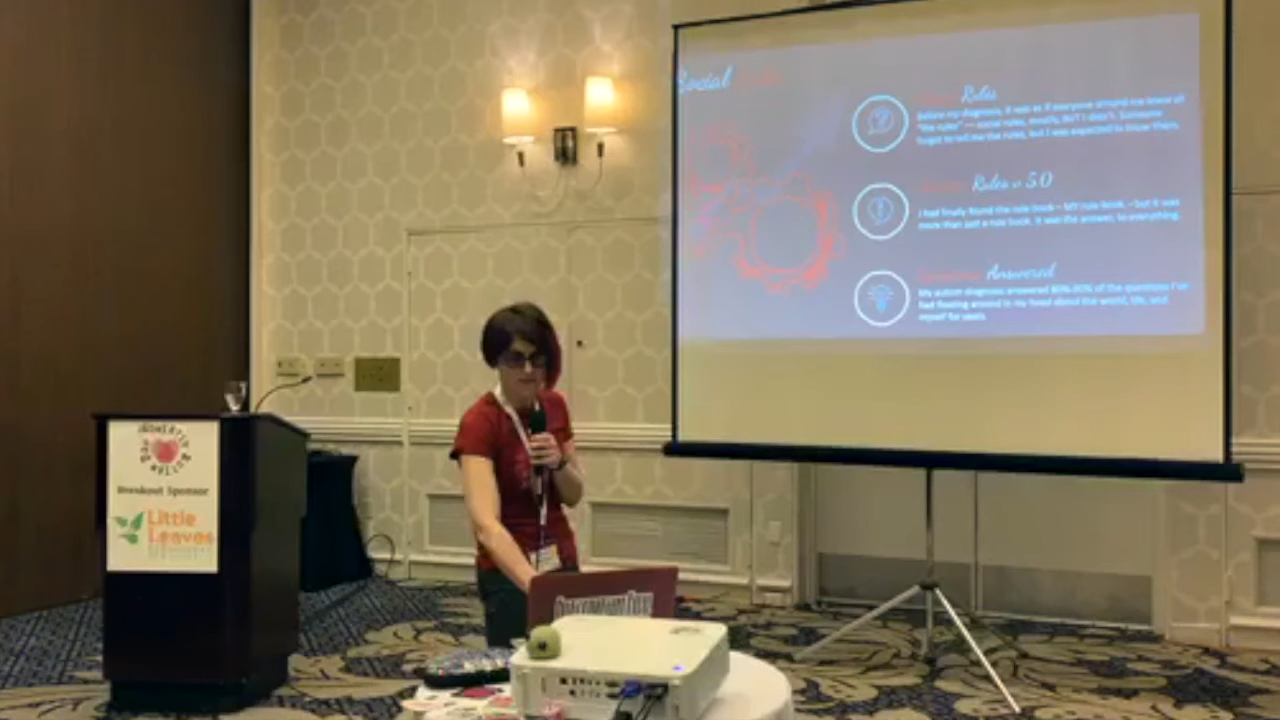 Social
Rules
Before my diagnosis, it was as if everyone around me knew of
"the rules" — social rules, mostly, BUT I didn't. Someone
forgot to tell me the rules, but I was expected to know them.
Rules v 5.0
I had finally found the rule book – MY rule book – but it was
more than just a rule book. It was the answer, to everything.
Answered
My autism diagnosis answered of the questions I've
had floating around in my head about the world, life, and
myself for years.
Breakout Sponsor
Little
Leaves